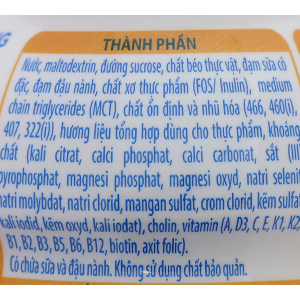 THÀNH PHẦN
Nước, maltodextrin, đường sucrose, chất béo thực vật, đạm sữa cô
đặc, đạm đậu nành, chất xơ thực phẩm (FOS/ Inulin), medium
chain triglycerides (MCT), chất ổn định và nhũ hóa (466, 460(i),
407, 322(i)), hương liệu tổng hợp dùng cho thực phẩm, khoáng
chất (kali citrat, calci phosphat, calci carbonat, sắt (III)
pyrophosphat, magnesi phosphat, magnesi oxyd, natri selenit,
natri molybdat, natri clorid, mangan sulfat, crom clorid, kẽm sulfat,
kali iodid, kẽm oxyd, kali iodat), cholin, vitamin (A, D3, C, E, K1, K2,
B1, B2, B3, B5, B6, B12, biotin, axit folic).
Có chứa sữa và đậu nành. Không sử dụng chất bảo quản.